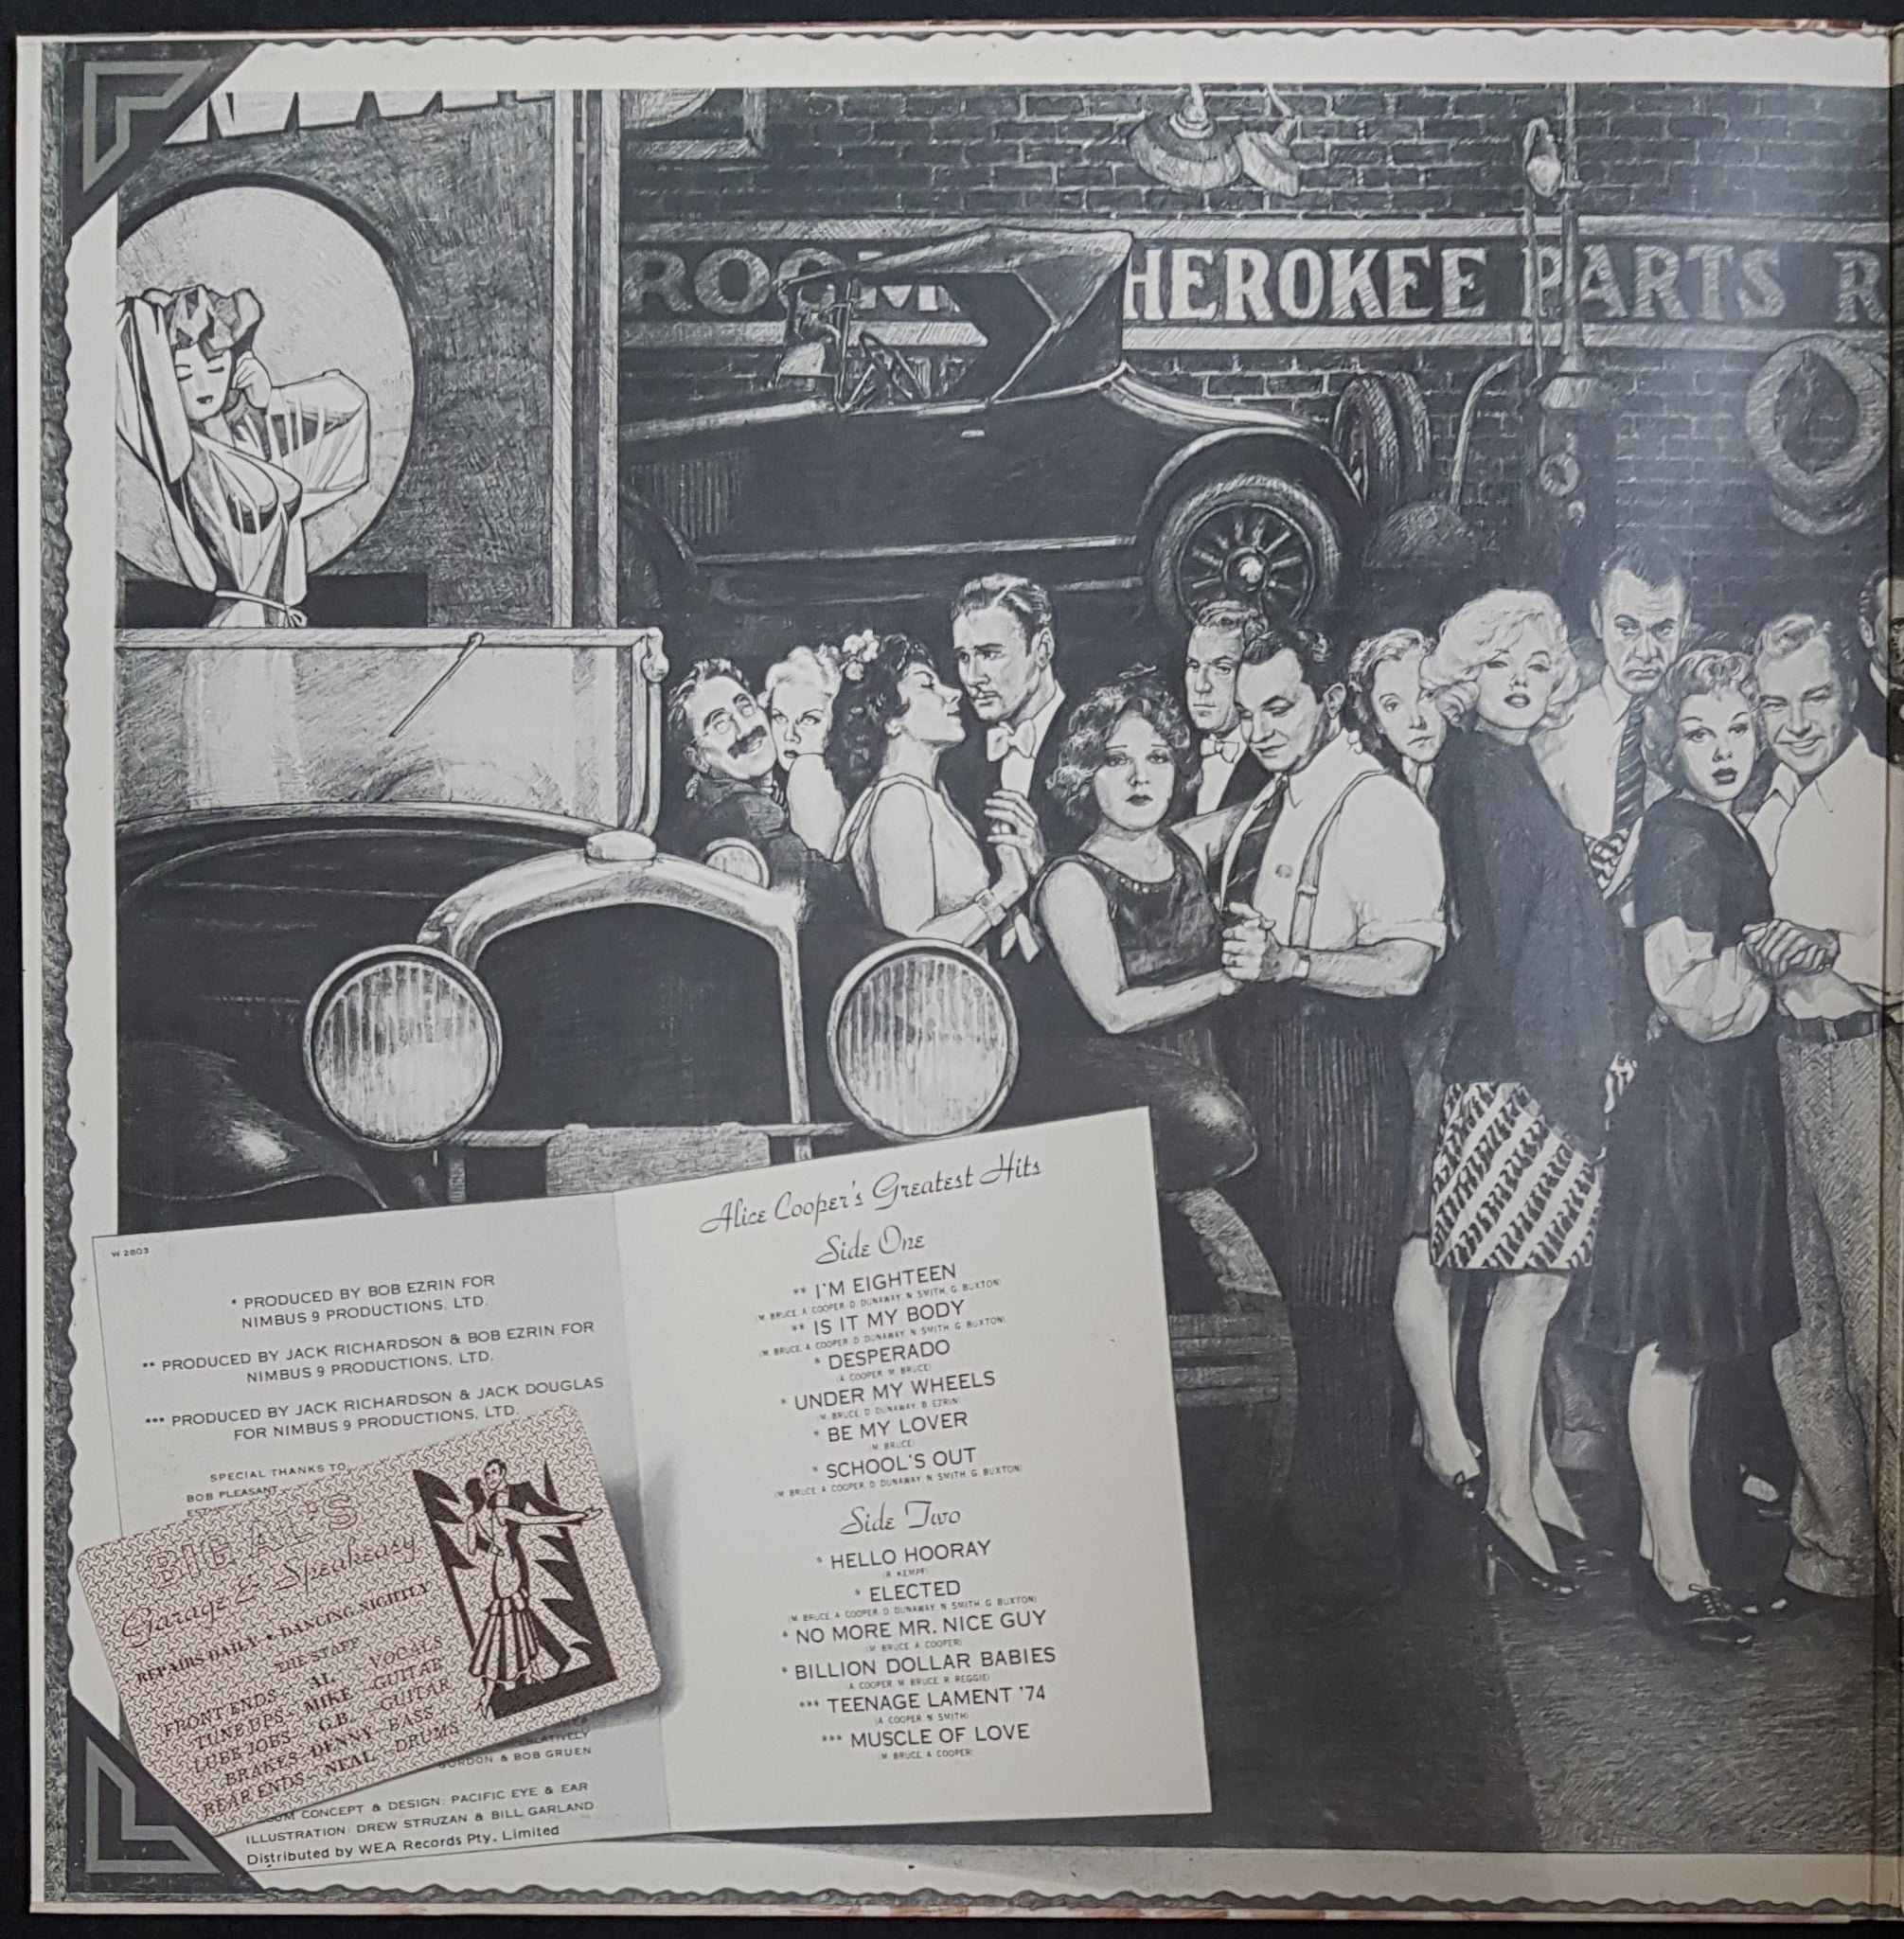 ROOM HEROKEE PARTS R
W 2803
* PRODUCED BY BOB EZRIN FOR
NIMBUS 9 PRODUCTIONS, LTD.
** PRODUCED BY JACK RICHARDSON & BOB EZRIN FOR
NIMBUS 9 PRODUCTIONS, LTD.
*** PRODUCED BY JACK RICHARDSON & JACK DOUGLAS
FOR NIMBUS 9 PRODUCTIONS, LTD.
SPECIAL THANKS TO
BOB PLEASANT
BIG AL'S
Garage & Speakeasy
REPAIRS DAILY • DANCING NIGHTLY
THE STAFF
FRONT ENDS - AL - VOCALS
TUNE UPS - MIKE - GUITAR
LUBE JOBS - G.B. - GUITAR
BRAKES - DENNY - BASS
REAR ENDS - NEAL - DRUMS
& BOB GRUEN
CONCEPT & DESIGN: PACIFIC EYE & EAR
ILLUSTRATION: DREW STRUZAN & BILL GARLAND
Distributed by WEA Records Pty. Limited
Alice Cooper's Greatest Hits
Side One
** I'M EIGHTEEN
(M. BRUCE, A. COOPER, D. DUNAWAY, N. SMITH, G. BUXTON)
** IS IT MY BODY
(M. BRUCE, A. COOPER, D. DUNAWAY, N. SMITH, G. BUXTON)
* DESPERADO
(A. COOPER, M. BRUCE)
* UNDER MY WHEELS
(M. BRUCE, D. DUNAWAY, B. EZRIN)
* BE MY LOVER
(M. BRUCE)
* SCHOOL'S OUT
(M. BRUCE, A. COOPER, D. DUNAWAY, N. SMITH, G. BUXTON)
Side Two
* HELLO HOORAY
(R. KEMPF)
* ELECTED
(M. BRUCE, A. COOPER, D. DUNAWAY, N. SMITH, G. BUXTON)
* NO MORE MR. NICE GUY
(M. BRUCE, A. COOPER)
* BILLION DOLLAR BABIES
(A. COOPER, M. BRUCE, R. REGGIE)
*** TEENAGE LAMENT '74
(A. COOPER, N. SMITH)
*** MUSCLE OF LOVE
(M. BRUCE, A. COOPER)